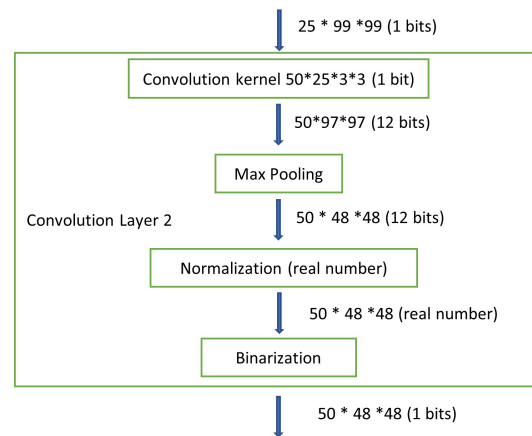 25 * 99 *99 (1 bits)
Convolution kernel 50*25*3*3 (1 bit)
50*97*97 (12 bits)
Max Pooling
Convolution Layer 2
50 * 48 *48 (12 bits)
Normalization (real number)
50 * 48 *48 (real number)
Binarization
50 * 48 *48 (1 bits)